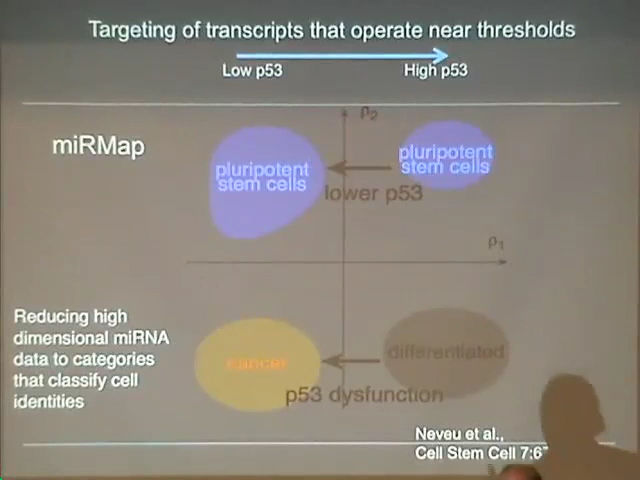 Targeting of transcripts that operate near thresholds
Low p53
High p53
miRMap
ρ2
pluripotent
stem cells
pluripotent
stem cells
lower p53
ρ1
Reducing high
dimensional miRNA
data to categories
that classify cell
identities
cancer
differentiated
p53 dysfunction
Neveu et al.,
Cell Stem Cell 7:6